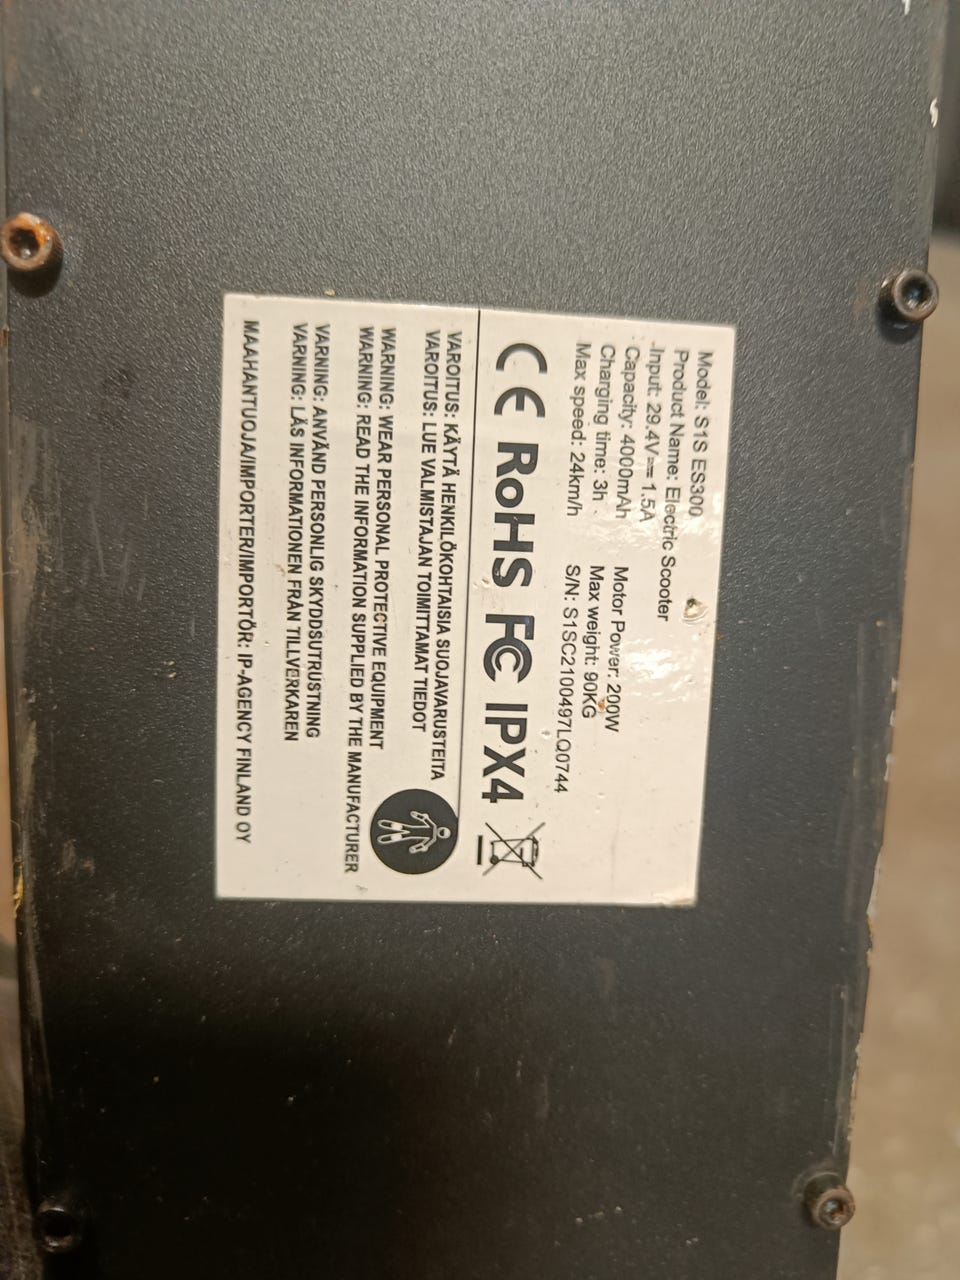 Model: S1S ES300
Product Name: Electric Scooter
Input: 29.4V⎓1.5A
Capacity: 4000mAh Motor Power: 200W
Charging time: 3h Max weight: 90KG
Max speed: 24km/h S/N: S1SC2100497LQ0744
CE RoHS FC IPX4
VAROITUS: KÄYTÄ HENKILÖKOHTAISIA SUOJAVARUSTEITA
VAROITUS: LUE VALMISTAJAN TOIMITTAMAT TIEDOT
WARNING: WEAR PERSONAL PROTECTIVE EQUIPMENT
WARNING: READ THE INFORMATION SUPPLIED BY THE MANUFACTURER
VARNING: ANVÄND PERSONLIG SKYDDSUTRUSTNING
VARNING: LÄS INFORMATIONEN FRÅN TILLVERKAREN
MAAHANTUOJA/IMPORTER/IMPORTÖR: IP-AGENCY FINLAND OY